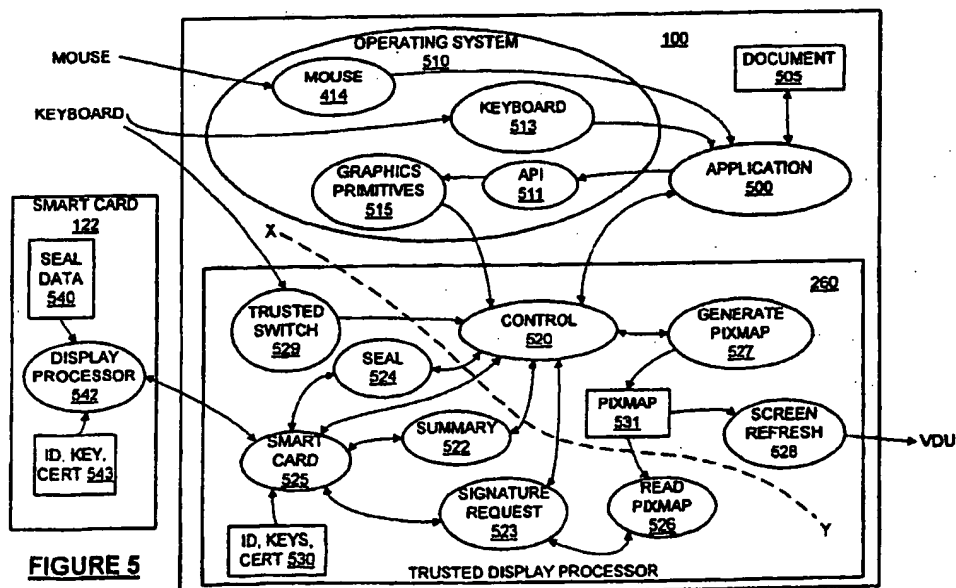 OPERATING SYSTEM
510
100
MOUSE
MOUSE
414
DOCUMENT
505
KEYBOARD
KEYBOARD
513
APPLICATION
500
API
511
GRAPHICS
PRIMITIVES
515
SMART CARD
122
X
SEAL
DATA
540
260
TRUSTED
SWITCH
529
CONTROL
520
GENERATE
PIXMAP
527
DISPLAY
PROCESSOR
542
SEAL
524
PIXMAP
531
SCREEN
REFRESH
528
VDU
SUMMARY
522
SMART
CARD
525
ID, KEY,
CERT 543
SIGNATURE
REQUEST
523
READ
PIXMAP
526
Y
ID, KEYS,
CERT 530
FIGURE 5
TRUSTED DISPLAY PROCESSOR